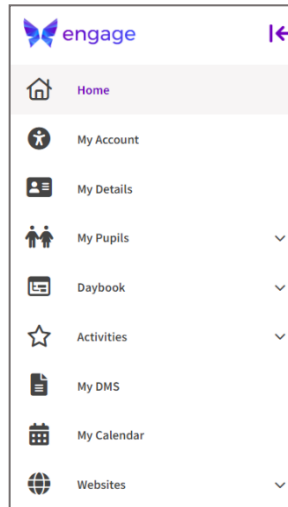 engage
Home
My Account
My Details
My Pupils
Daybook
Activities
My DMS
My Calendar
Websites